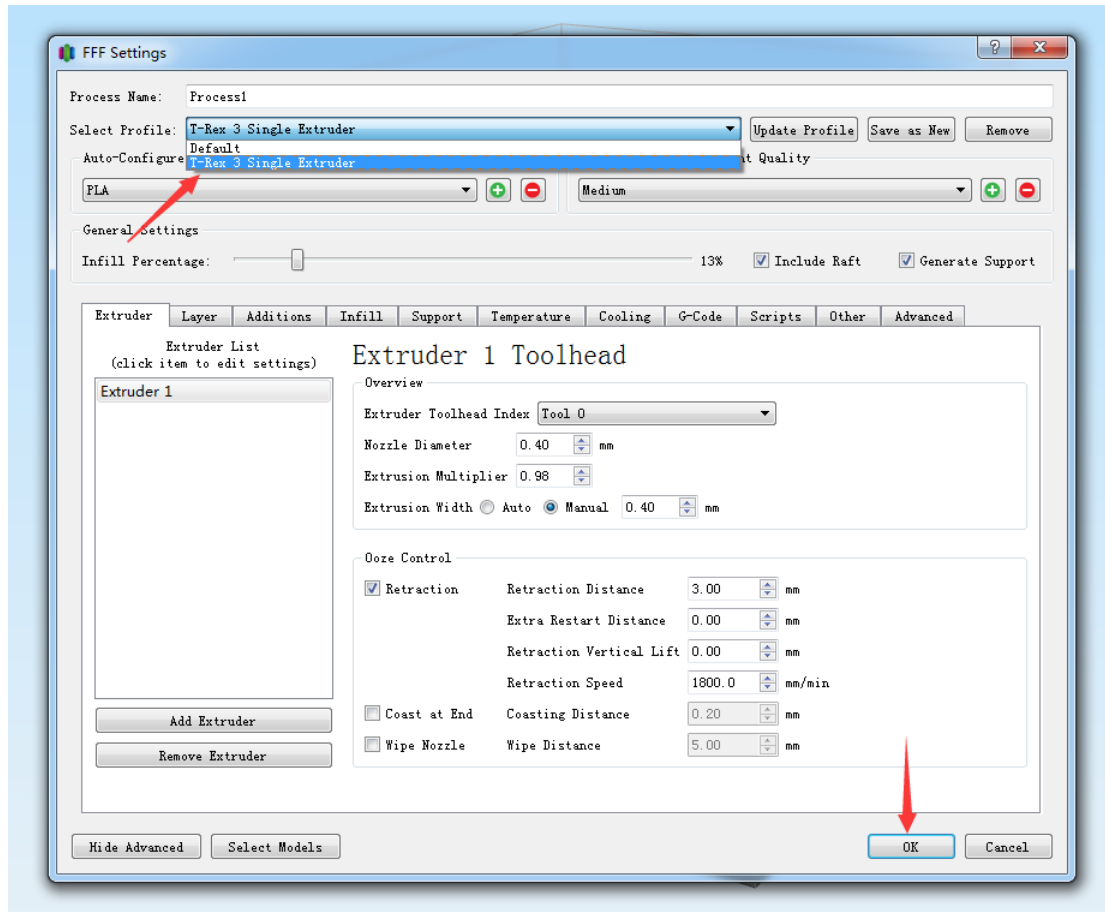 FFF Settings
Process Name: Process1
Select Profile: T-Rex 3 Single Extruder Update Profile Save as New Remove
Default
T-Rex 3 Single Extruder
Auto-Configure t Quality
PLA Medium
General Settings
Infill Percentage: 13% Include Raft Generate Support
Extruder Layer Additions Infill Support Temperature Cooling G-Code Scripts Other Advanced
Extruder List
(click item to edit settings)
Extruder 1
Extruder 1 Toolhead
Overview
Extruder Toolhead Index Tool 0
Nozzle Diameter 0.40 mm
Extrusion Multiplier 0.98
Extrusion Width Auto Manual 0.40 mm
Ooze Control
Retraction Retraction Distance 3.00 mm
Extra Restart Distance 0.00 mm
Retraction Vertical Lift 0.00 mm
Retraction Speed 1800.0 mm/min
Coast at End Coasting Distance 0.20 mm
Wipe Nozzle Wipe Distance 5.00 mm
Add Extruder
Remove Extruder
Hide Advanced Select Models OK Cancel